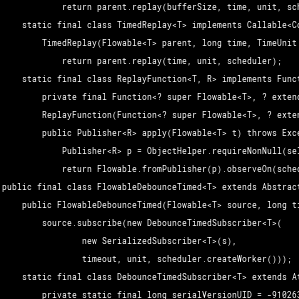 return parent.replay(bufferSize, time, unit, sch
static final class TimedReplay<T> implements Callable<Co
TimedReplay(Flowable<T> parent, long time, TimeUnit
return parent.replay(time, unit, scheduler);
static final class ReplayFunction<T, R> implements Funct
private final Function<? super Flowable<T>, ? extend
ReplayFunction(Function<? super Flowable<T>, ? exten
public Publisher<R> apply(Flowable<T> t) throws Exce
Publisher<R> p = ObjectHelper.requireNonNull(sel
return Flowable.fromPublisher(p).observeOn(sched
public final class FlowableDebounceTimed<T> extends Abstract
public FlowableDebounceTimed(Flowable<T> source, long ti
source.subscribe(new DebounceTimedSubscriber<T>(
new SerializedSubscriber<T>(s),
timeout, unit, scheduler.createWorker()));
static final class DebounceTimedSubscriber<T> extends At
private static final long serialVersionUID = -910263